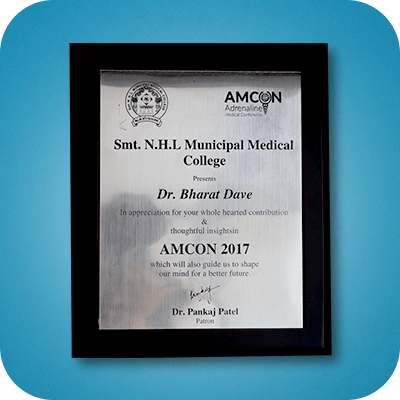 AMCON
Adrenaline
Medical Conference
Smt. N.H.L Municipal Medical
College
Presents
Dr. Bharat Dave
In appreciation for your whole hearted contribution
&
thoughtful insightsin
AMCON 2017
which will also guide us to shape
our mind for a better future.
Dr. Pankaj Patel
Patron